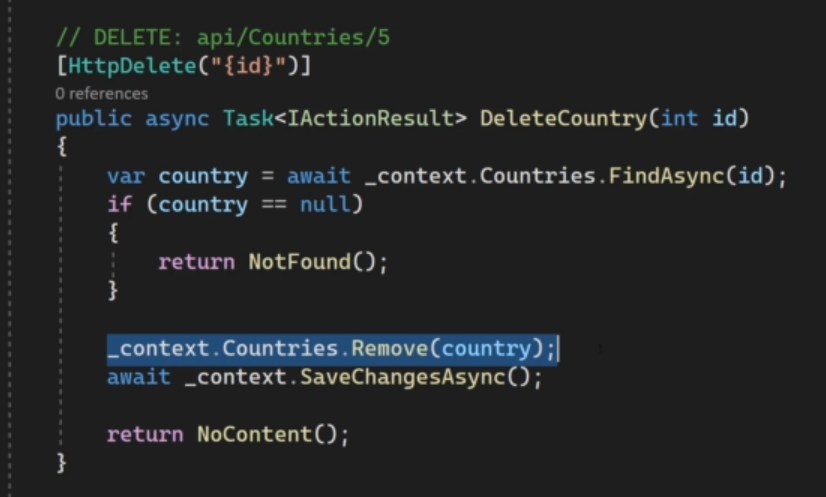 // DELETE: api/Countries/5
[HttpDelete("{id}")]
0 references
public async Task<IActionResult> DeleteCountry(int id)
{
var country = await _context.Countries.FindAsync(id);
if (country == null)
{
return NotFound();
}
_context.Countries.Remove(country);
await _context.SaveChangesAsync();
return NoContent();
}